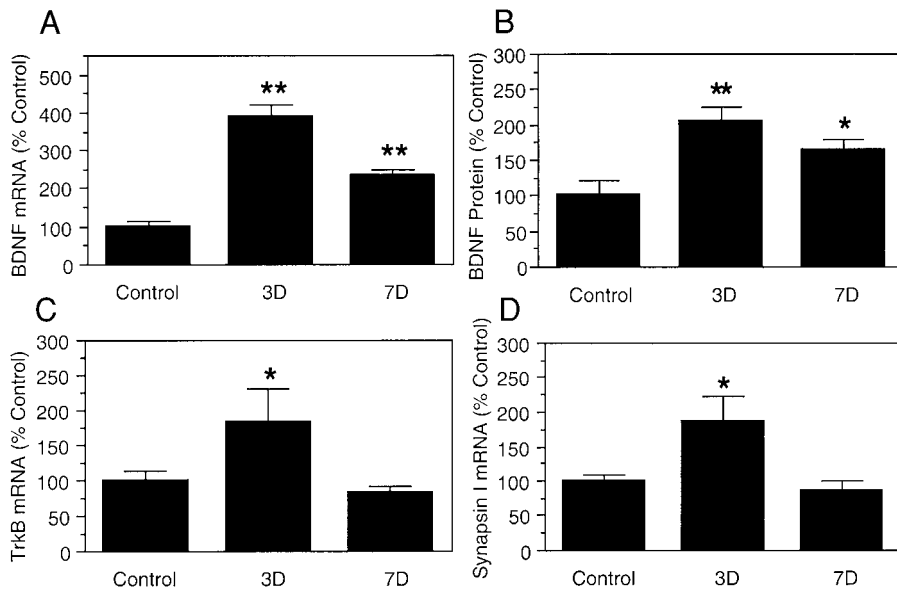 A
BDNF mRNA (% Control)
500
400
300
200
100
0
**
**
Control 3D 7D
B
BDNF Protein (% Control)
300
250
200
150
100
50
0
**
*
Control 3D 7D
C
TrkB mRNA (% Control)
300
250
200
150
100
50
0
*
Control 3D 7D
D
Synapsin I mRNA (% Control)
300
250
200
150
100
50
0
*
Control 3D 7D